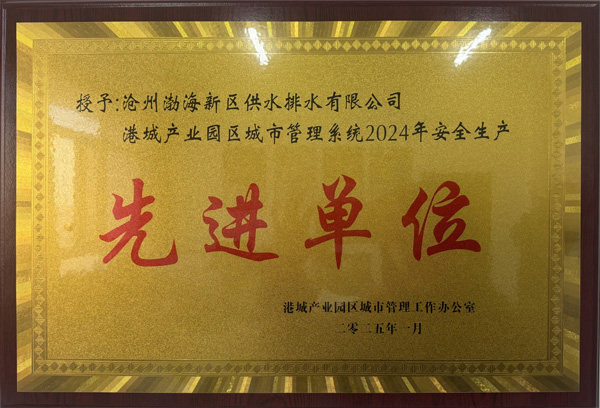 授予:沧州渤海新区供水排水有限公司
港城产业园区城市管理系统2024年安全生产
先进单位
港城产业园区城市管理工作办公室
二零二五年一月